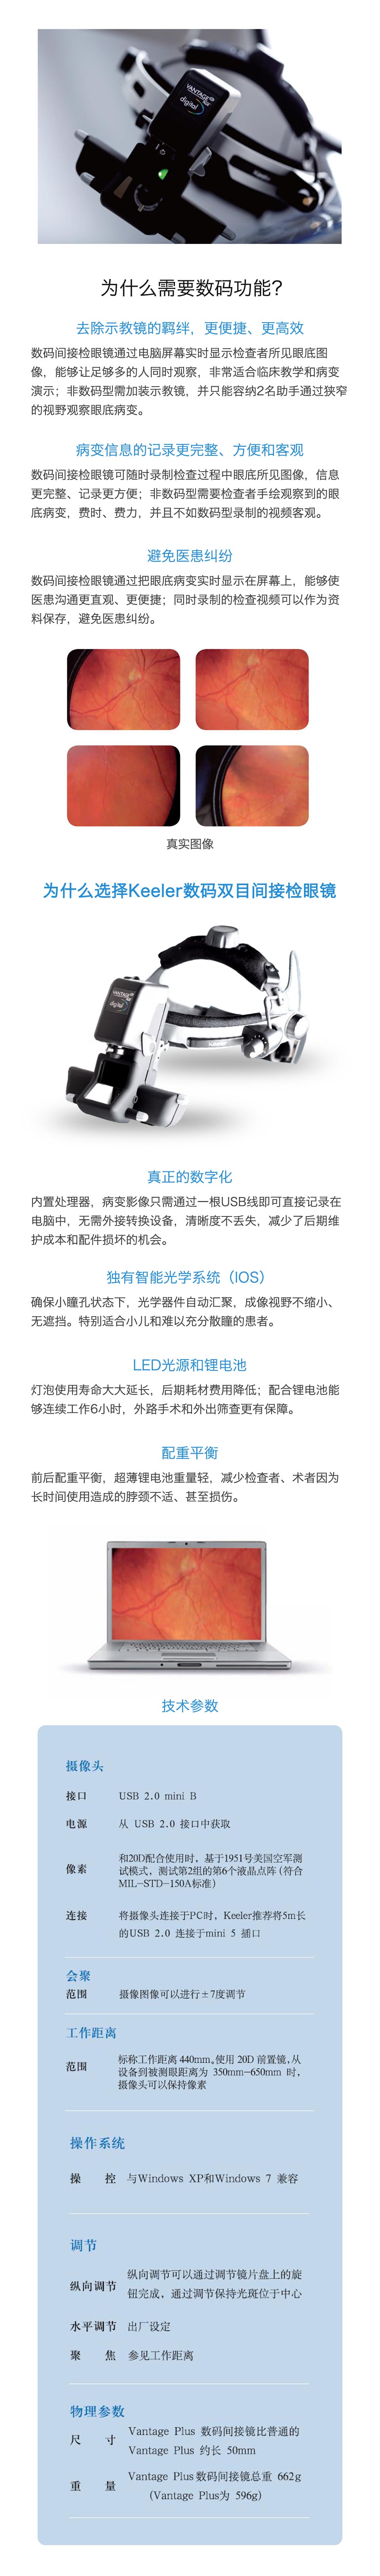 VANTAGE
Plus
digital
为什么需要数码功能?
去除示教镜的羁绊，更便捷、更高效
数码间接检眼镜通过电脑屏幕实时显示检查者所见眼底图
像，能够让足够多的人同时观察，非常适合临床教学和病变
演示；非数码型需加装示教镜，并只能容纳2名助手通过狭窄
的视野观察眼底病变。
病变信息的记录更完整、方便和客观
数码间接检眼镜可随时录制检查过程中眼底所见图像，信息
更完整、记录更方便；非数码型需要检查者手绘观察到的眼
底病变，费时、费力，并且不如数码型录制的视频客观。
避免医患纠纷
数码间接检眼镜通过把眼底病变实时显示在屏幕上，能够使
医患沟通更直观、更便捷；同时录制的检查视频可以作为资
料保存，避免医患纠纷。
真实图像
为什么选择Keeler数码双目间接检眼镜
VANTAGE
digital
真正的数字化
内置处理器，病变影像只需通过一根USB线即可直接记录在
电脑中，无需外接转换设备，清晰度不丢失，减少了后期维
护成本和配件损坏的机会。
独有智能光学系统（IOS）
确保小瞳孔状态下，光学器件自动汇聚，成像视野不缩小、
无遮挡。特别适合小儿和难以充分散瞳的患者。
LED光源和锂电池
灯泡使用寿命大大延长，后期耗材费用降低；配合锂电池能
够连续工作6小时，外路手术和外出筛查更有保障。
配重平衡
前后配重平衡，超薄锂电池重量轻，减少检查者、术者因为
长时间使用造成的脖颈不适、甚至损伤。
技术参数
摄像头
接口 USB 2.0 mini B
电源 从 USB 2.0 接口中获取
像素 和20D配合使用时，基于1951号美国空军测
试模式，测试第2组的第6个液晶点阵（符合
MIL-STD-150A标准）
连接 将摄像头连接于PC时，Keeler推荐将5m长
的USB 2.0 连接于mini 5 插口
会聚
范围 摄像图像可以进行±7度调节
工作距离
范围 标称工作距离 440mm。使用 20D 前置镜，从
设备到被测眼距离为 350mm-650mm 时，
摄像头可以保持像素
操作系统
操 控 与Windows XP和Windows 7 兼容
调节
纵向调节 纵向调节可以通过调节镜片盘上的旋
钮完成，通过调节保持光斑位于中心
水平调节 出厂设定
聚 焦 参见工作距离
物理参数
尺 寸 Vantage Plus 数码间接镜比普通的
Vantage Plus 约长 50mm
重 量 Vantage Plus数码间接镜总重 662g
（Vantage Plus为 596g）